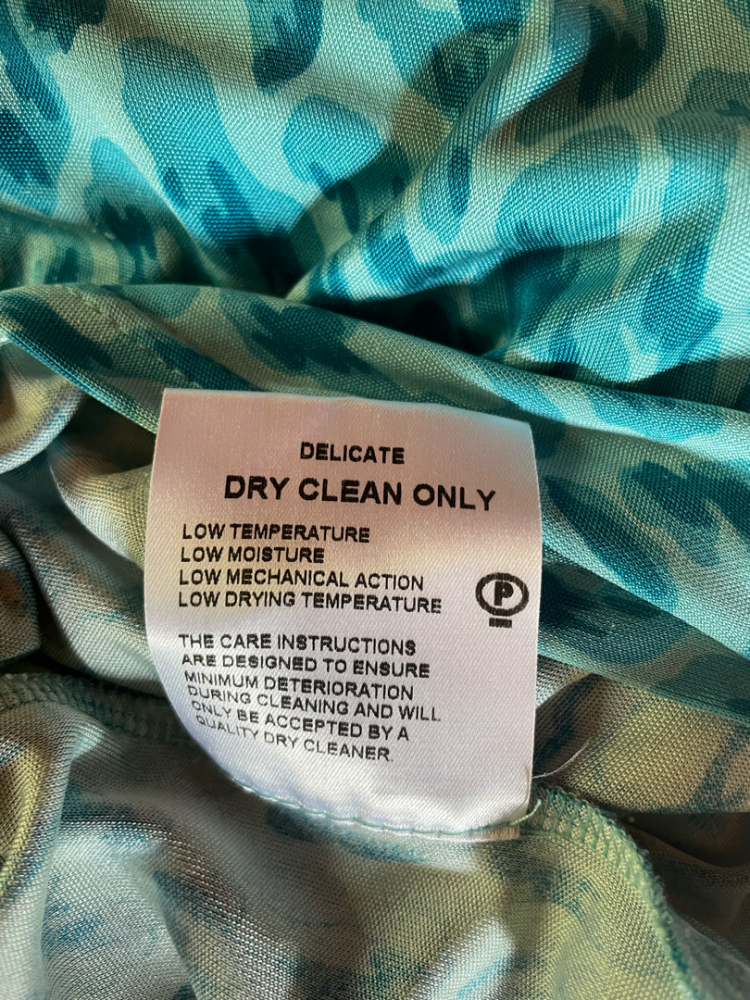 DELICATE
DRY CLEAN ONLY
LOW TEMPERATURE
LOW MOISTURE
LOW MECHANICAL ACTION
LOW DRYING TEMPERATURE
P
THE CARE INSTRUCTIONS
ARE DESIGNED TO ENSURE
MINIMUM DETERIORATION
DURING CLEANING AND WILL
ONLY BE ACCEPTED BY A
QUALITY DRY CLEANER.